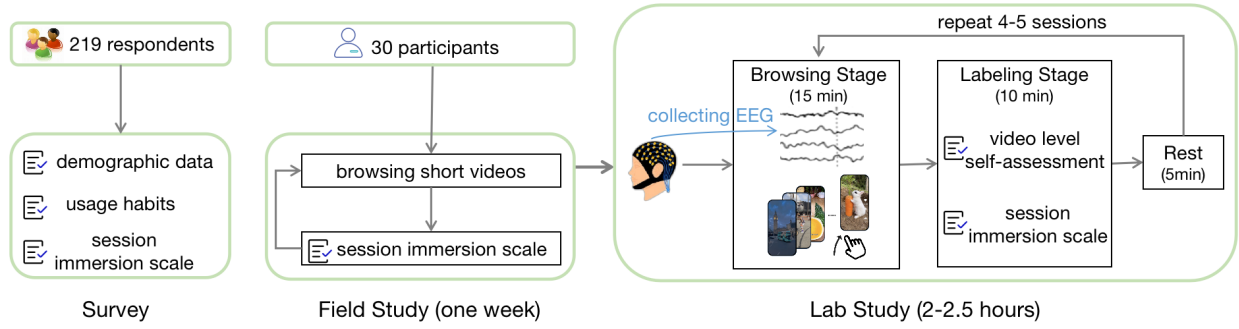 219 respondents
demographic data
usage habits
session
immersion scale
Survey
30 participants
browsing short videos
session immersion scale
Field Study (one week)
repeat 4-5 sessions
collecting EEG
Browsing Stage
(15 min)
Labeling Stage
(10 min)
video level
self-assessment
session
immersion scale
Rest
(5min)
Lab Study (2-2.5 hours)